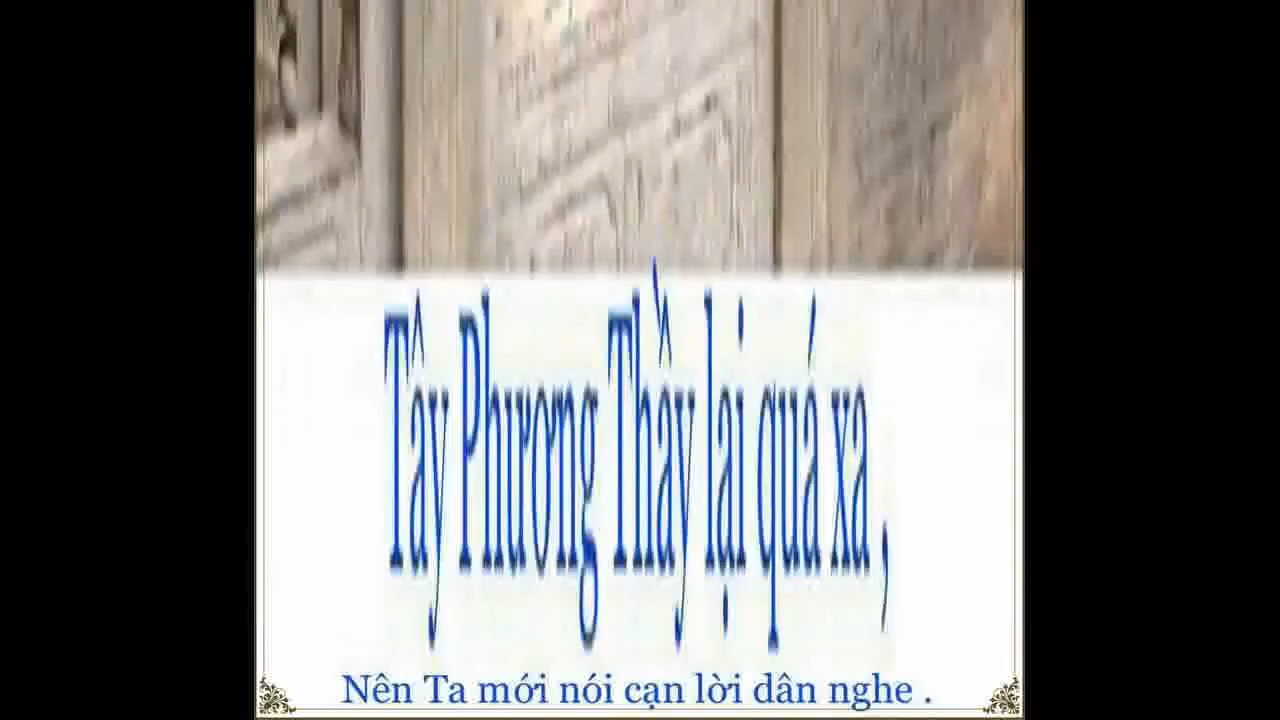 Tây Phương Thầy lại quá xa ,
Nên Ta mới nói cạn lời dân nghe .